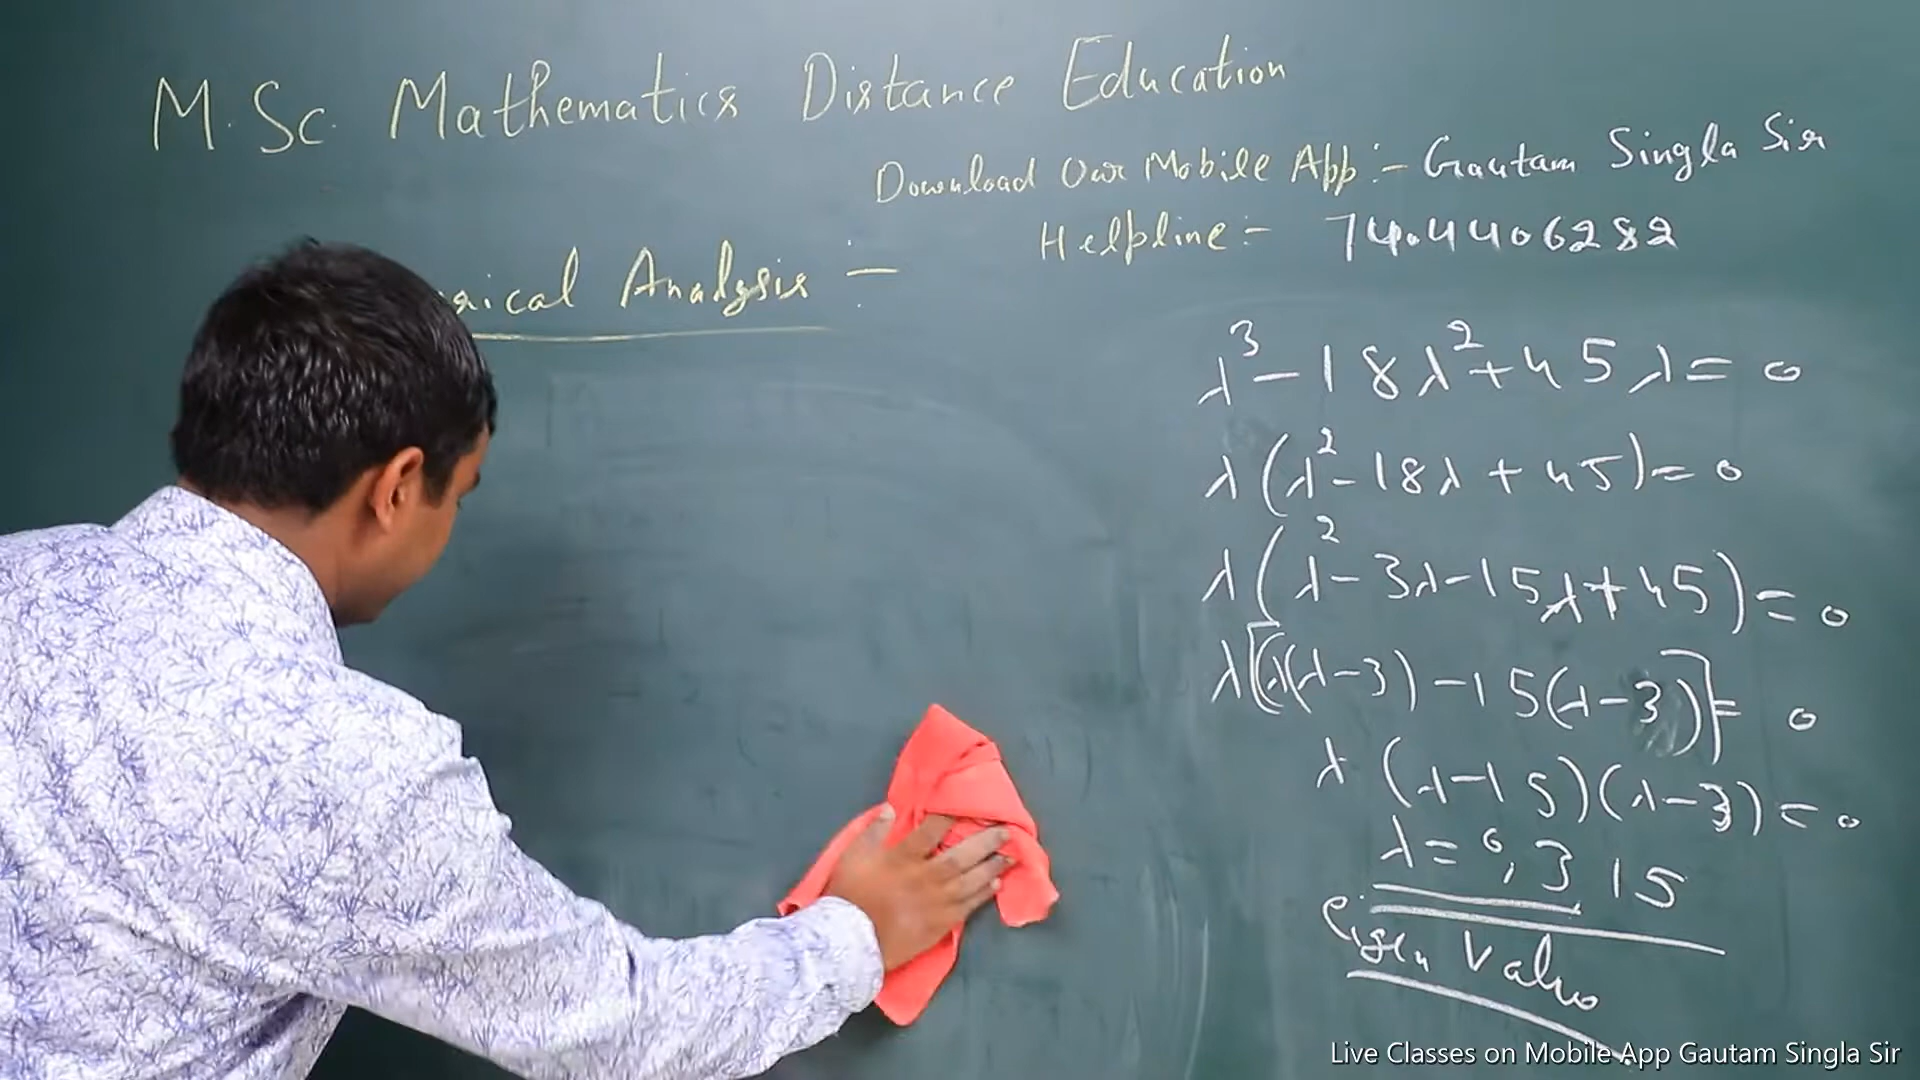 M.Sc. Mathematics Distance Education
Download Our Mobile App :- Gautam Singla Sir
Helpline :- 7404406282
rical Analysis :-
λ³-18λ²+45λ=0
λ(λ²-18λ+45)=0
λ(λ²-3λ-15λ+45)=0
λ[(λ(λ-3)-15(λ-3)]=0
λ(λ-15)(λ-3)=0
λ=0,3 15
eigen Value
Live Classes on Mobile App Gautam Singla Sir